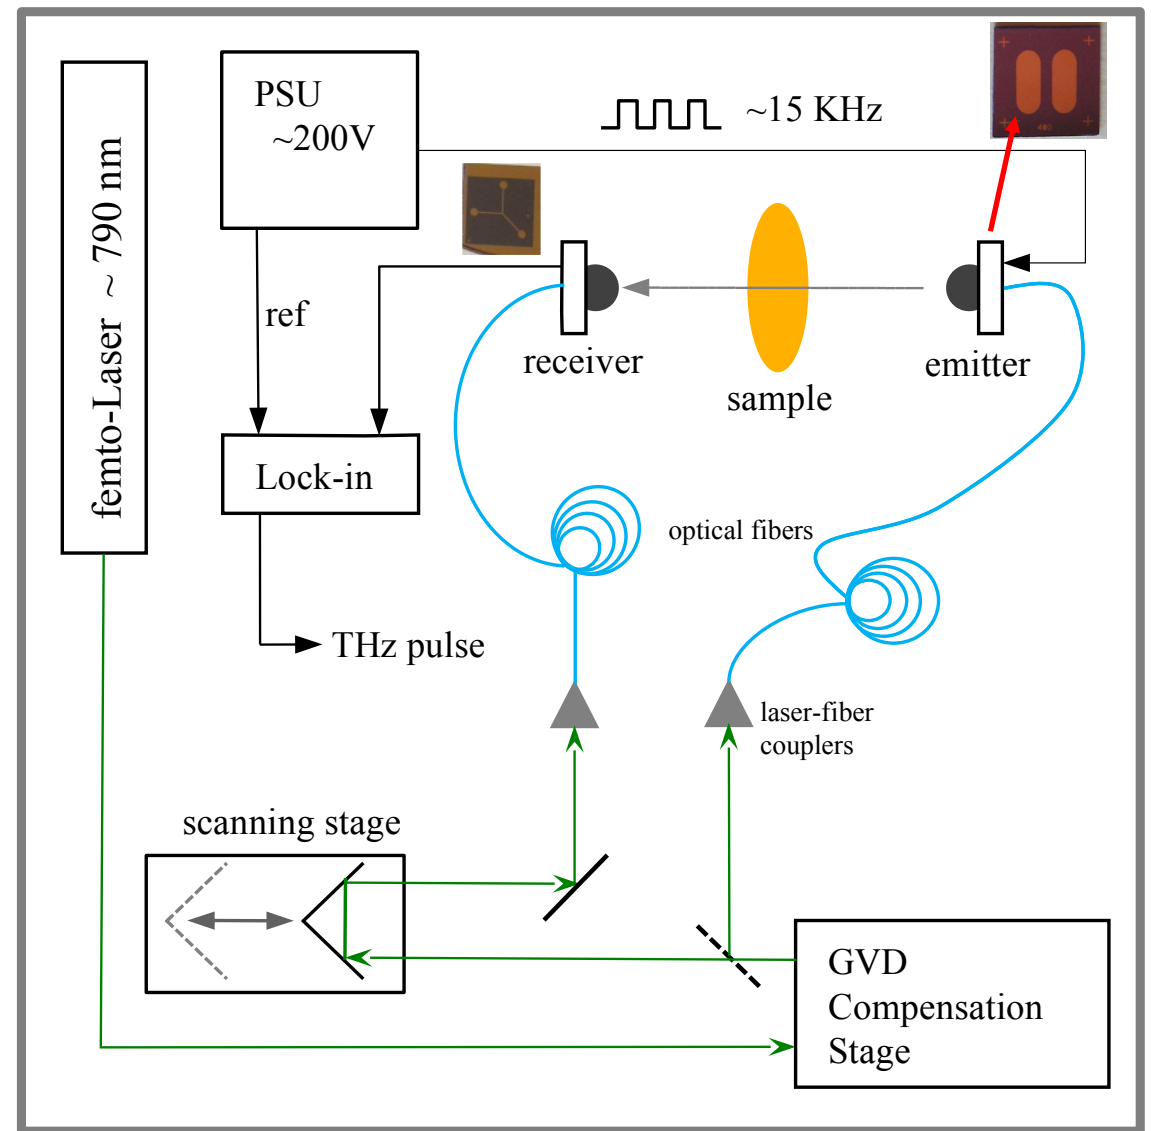 PSU
~200V
~15 KHz
400
femto-Laser ~ 790 nm
ref
receiver
emitter
sample
Lock-in
optical fibers
THz pulse
laser-fiber
couplers
scanning stage
GVD
Compensation
Stage